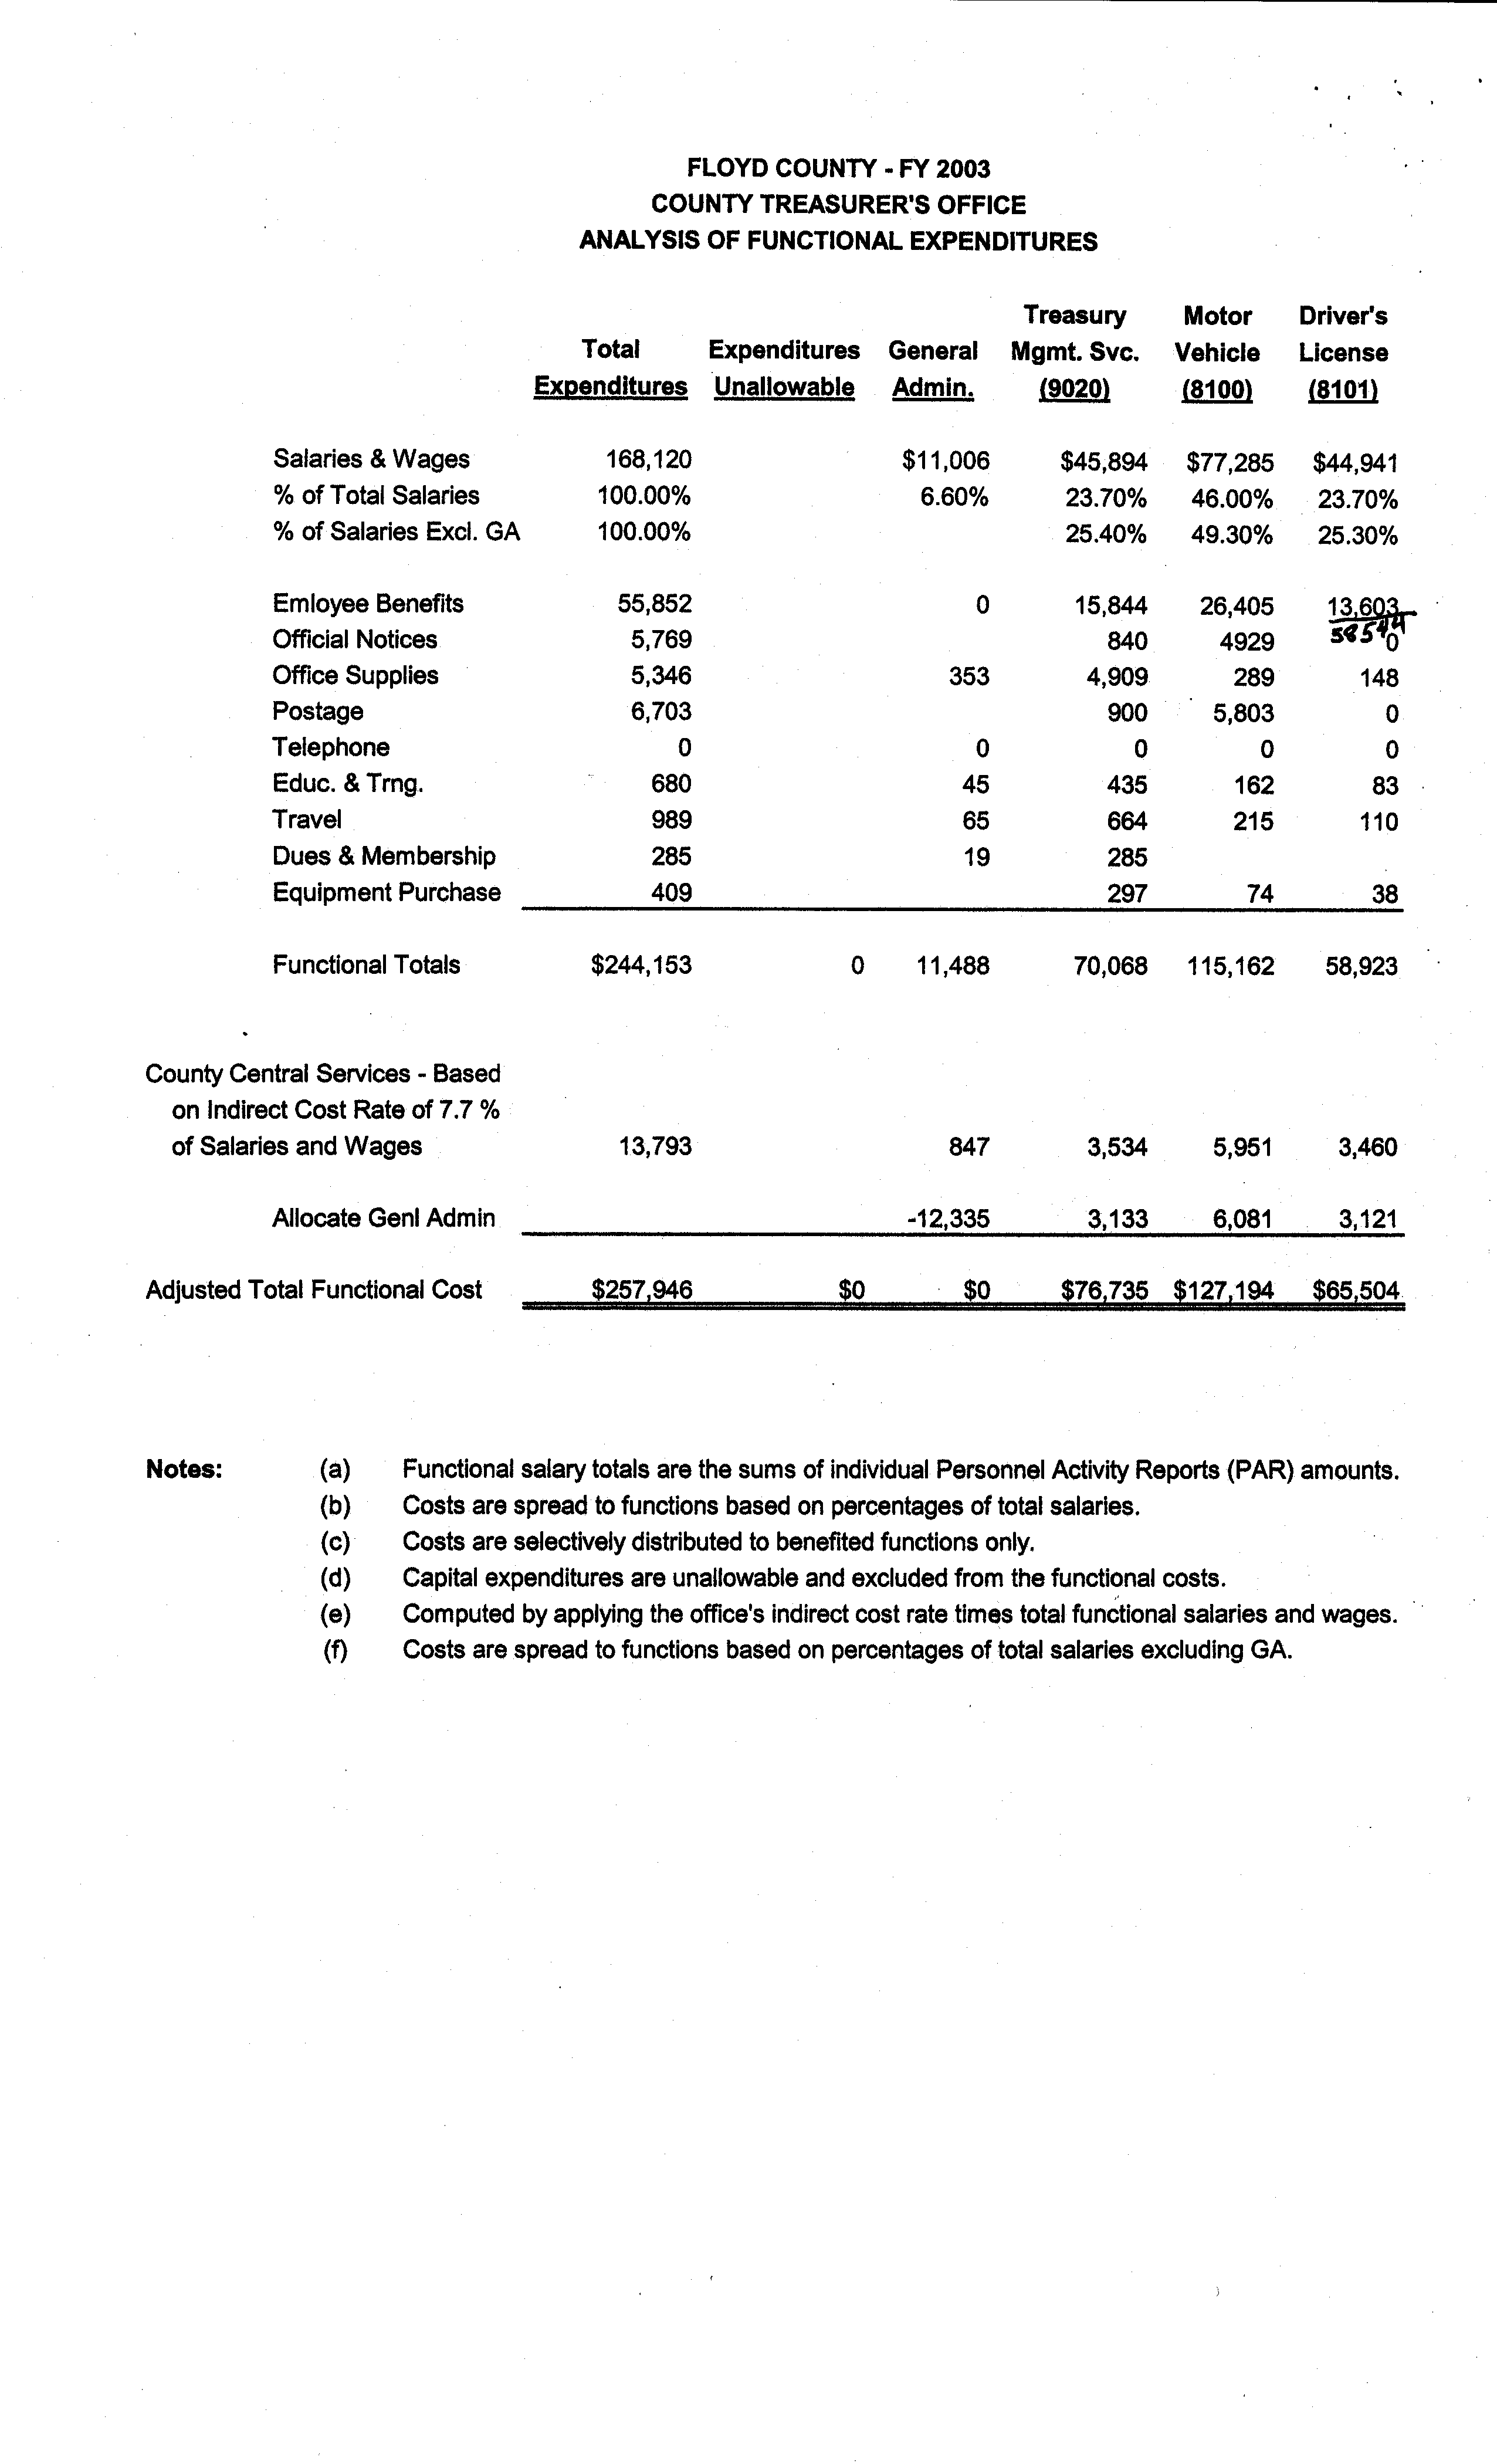 FLOYD COUNTY - FY 2003
COUNTY TREASURER'S OFFICE
ANALYSIS OF FUNCTIONAL EXPENDITURES
Treasury Motor Driver's
Total Expenditures General Mgmt. Svc. Vehicle License
Expenditures Unallowable Admin. (9020) (8100) (8101)
Salaries & Wages 168,120 $11,006 $45,894 $77,285 $44,941
% of Total Salaries 100.00% 6.60% 23.70% 46.00% 23.70%
% of Salaries Excl. GA 100.00% 25.40% 49.30% 25.30%
Emloyee Benefits 55,852 0 15,844 26,405 13,603
58544
Official Notices 5,769 840 4929 0
Office Supplies 5,346 353 4,909 289 148
Postage 6,703 900 5,803 0
Telephone 0 0 0 0 0
Educ. & Trng. 680 45 435 162 83
Travel 989 65 664 215 110
Dues & Membership 285 19 285
Equipment Purchase 409 297 74 38
Functional Totals $244,153 0 11,488 70,068 115,162 58,923
County Central Services - Based
on Indirect Cost Rate of 7.7 %
of Salaries and Wages 13,793 847 3,534 5,951 3,460
Allocate Genl Admin -12,335 3,133 6,081 3,121
Adjusted Total Functional Cost $257,946 $0 $0 $76,735 $127,194 $65,504
Notes: (a) Functional salary totals are the sums of individual Personnel Activity Reports (PAR) amounts.
(b) Costs are spread to functions based on percentages of total salaries.
(c) Costs are selectively distributed to benefited functions only.
(d) Capital expenditures are unallowable and excluded from the functional costs.
(e) Computed by applying the office's indirect cost rate times total functional salaries and wages.
(f) Costs are spread to functions based on percentages of total salaries excluding GA.